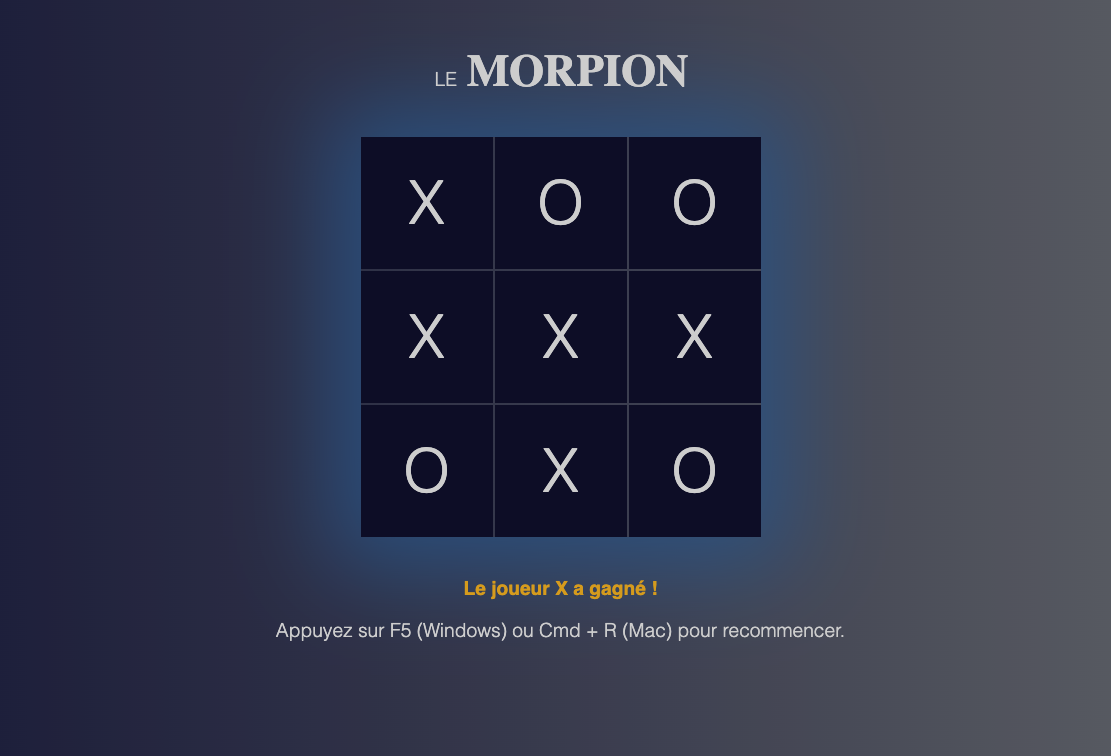 LE MORPION
X O O
X X X
O X O
Le joueur X a gagné !
Appuyez sur F5 (Windows) ou Cmd + R (Mac) pour recommencer.